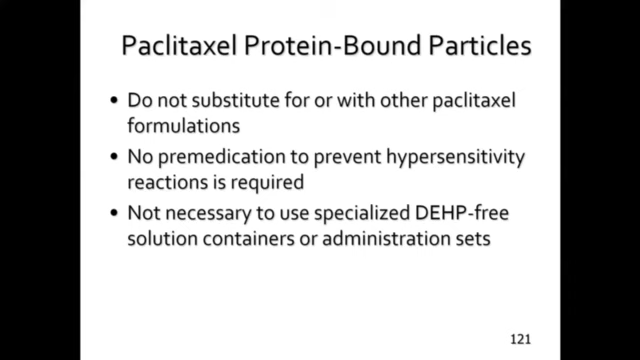 Paclitaxel Protein-Bound Particles
• Do not substitute for or with other paclitaxel
formulations
• No premedication to prevent hypersensitivity
reactions is required
• Not necessary to use specialized DEHP-free
solution containers or administration sets
121